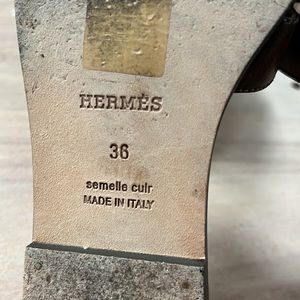 HERMÈS
36
semelle cuir
MADE IN ITALY